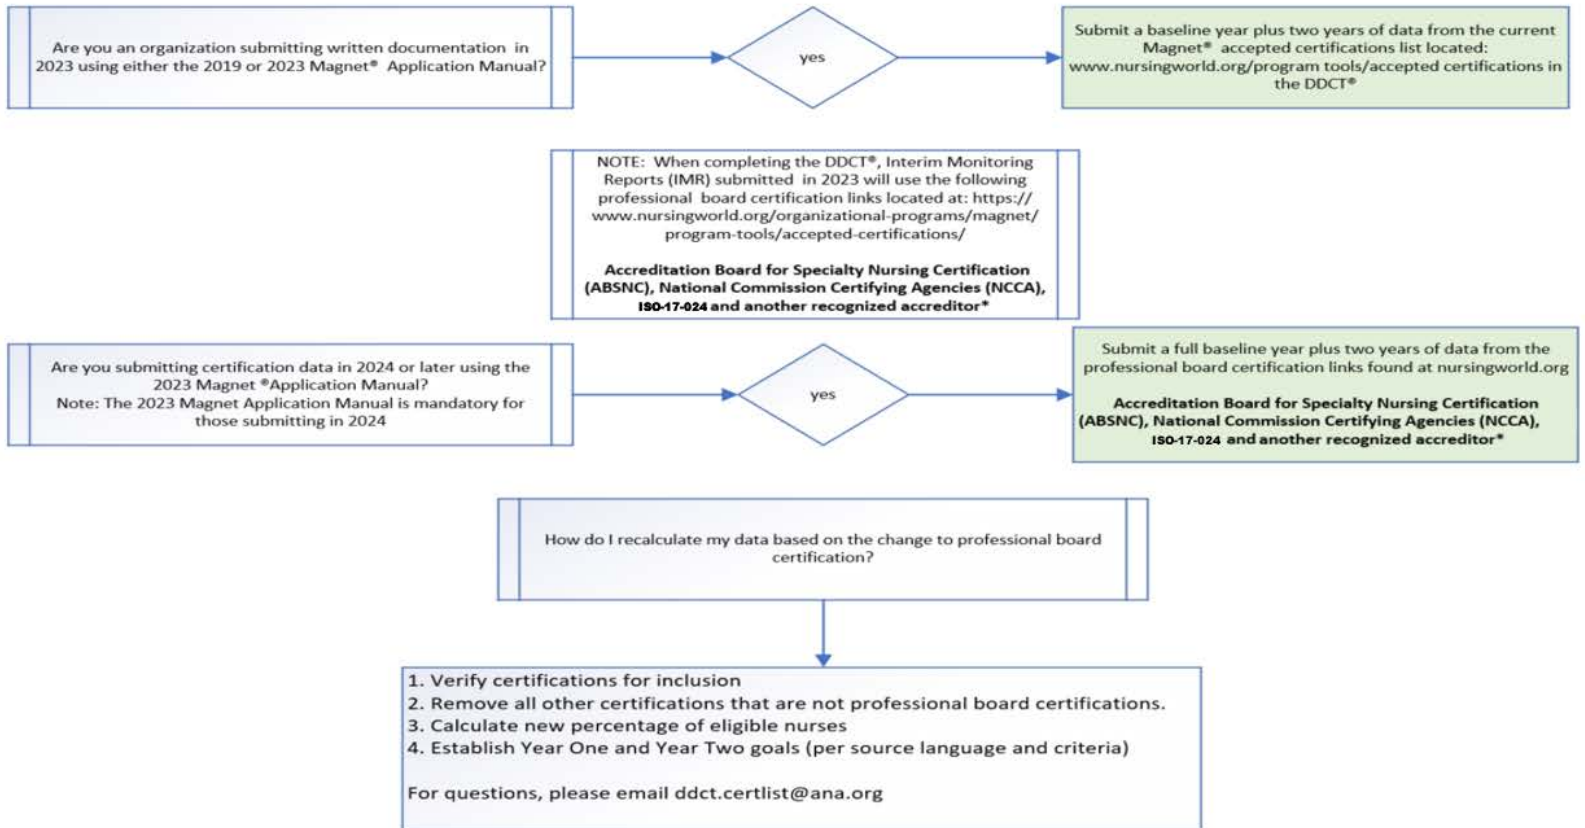 Are you an organization submitting written documentation in
2023 using either the 2019 or 2023 Magnet® Application Manual?
yes
Submit a baseline year plus two years of data from the current
Magnet® accepted certifications list located:
www.nursingworld.org/program tools/accepted certifications in
the DDCT®
NOTE: When completing the DDCT®, Interim Monitoring
Reports (IMR) submitted in 2023 will use the following
professional board certification links located at: https://
www.nursingworld.org/organizational-programs/magnet/
program-tools/accepted-certifications/
Accreditation Board for Specialty Nursing Certification
(ABSNC), National Commission Certifying Agencies (NCCA),
ISO-17-024 and another recognized accreditor*
Are you submitting certification data in 2024 or later using the
2023 Magnet ®Application Manual?
Note: The 2023 Magnet Application Manual is mandatory for
those submitting in 2024
yes
Submit a full baseline year plus two years of data from the
professional board certification links found at nursingworld.org
Accreditation Board for Specialty Nursing Certification
(ABSNC), National Commission Certifying Agencies (NCCA),
ISO-17-024 and another recognized accreditor*
How do I recalculate my data based on the change to professional board
certification?
1. Verify certifications for inclusion
2. Remove all other certifications that are not professional board certifications.
3. Calculate new percentage of eligible nurses
4. Establish Year One and Year Two goals (per source language and criteria)
For questions, please email ddct.certlist@ana.org